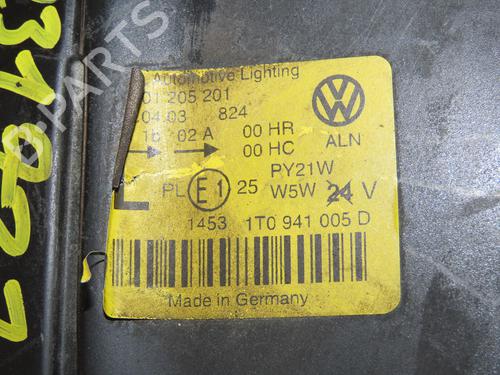 Automotive Lighting
01 205 201
04.03 824
1b 02 A 00 HR
00 HC
ALN
PY21W
PL E1 25 W5W 24 V
L
1453 1T0 941 005 D
Made in Germany
B-PARTS